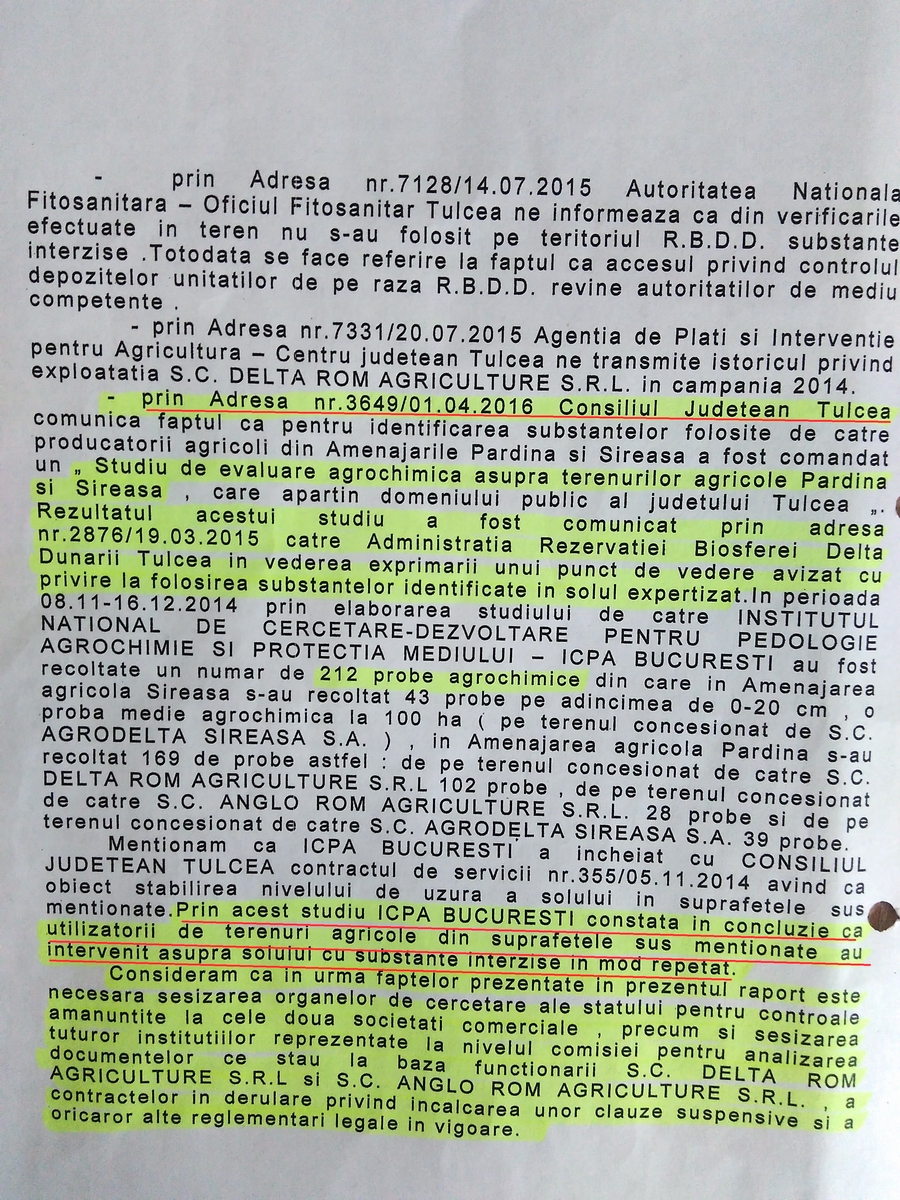 - prin Adresa nr.7128/14.07.2015 Autoritatea Nationala
Fitosanitara – Oficiul Fitosanitar Tulcea ne informeaza ca din verificarile
efectuate in teren nu s-au folosit pe teritoriul R.B.D.D. substante
interzise .Totodata se face referire la faptul ca accesul privind controlul
depozitelor unitatilor de pe raza R.B.D.D. revine autoritatilor de mediu
competente .
- prin Adresa nr.7331/20.07.2015 Agentia de Plati si Interventie
pentru Agricultura – Centru judetean Tulcea ne transmite istoricul privind
exploatatia S.C. DELTA ROM AGRICULTURE S.R.L. in campania 2014.
- prin Adresa nr.3649/01.04.2016 Consiliul Judetean Tulcea
comunica faptul ca pentru identificarea substantelor folosite de catre
producatorii agricoli din Amenajarile Pardina si Sireasa a fost comandat
un „ Studiu de evaluare agrochimica asupra terenurilor agricole Pardina
si Sireasa , care apartin domeniului public al judetului Tulcea „.
Rezultatul acestui studiu a fost comunicat prin adresa
nr.2876/19.03.2015 catre Administratia Rezervatiei Biosferei Delta
Dunarii Tulcea in vederea exprimarii unui punct de vedere avizat cu
privire la folosirea substantelor identificate in solul expertizat.In perioada
08.11-16.12.2014 prin elaborarea studiului de catre INSTITUTUL
NATIONAL DE CERCETARE-DEZVOLTARE PENTRU PEDOLOGIE
AGROCHIMIE SI PROTECTIA MEDIULUI – ICPA BUCURESTI au fost
recoltate un numar de 212 probe agrochimice din care in Amenajarea
agricola Sireasa s-au recoltat 43 probe pe adincimea de 0-20 cm , o
proba medie agrochimica la 100 ha ( pe terenul concesionat de S.C.
AGRODELTA SIREASA S.A. ) , in Amenajarea agricola Pardina s-au
recoltat 169 de probe astfel : de pe terenul concesionat de catre S.C.
DELTA ROM AGRICULTURE S.R.L 102 probe , de pe terenul concesionat
de catre S.C. ANGLO ROM AGRICULTURE S.R.L. 28 probe si de pe
terenul concesionat de catre S.C. AGRODELTA SIREASA S.A. 39 probe.
Mentionam ca ICPA BUCURESTI a incheiat cu CONSILIUL
JUDETEAN TULCEA contractul de servicii nr.355/05.11.2014 avind ca
obiect stabilirea nivelului de uzura a solului in suprafetele sus
mentionate.Prin acest studiu ICPA BUCURESTI constata in concluzie ca
utilizatorii de terenuri agricole din suprafetele sus mentionate au
intervenit asupra solului cu substante interzise in mod repetat.
Consideram ca in urma faptelor prezentate in prezentul raport este
necesara sesizarea organelor de cercetare ale statului pentru controale
amanuntite la cele doua societati comerciale , precum si sesizarea
tuturor institutiilor reprezentate la nivelul comisiei pentru analizarea
documentelor ce stau la baza functionarii S.C. DELTA ROM
AGRICULTURE S.R.L si S.C. ANGLO ROM AGRICULTURE S.R.L. , a
contractelor in derulare privind incalcarea unor clauze suspensive si a
oricaror alte reglementari legale in vigoare.